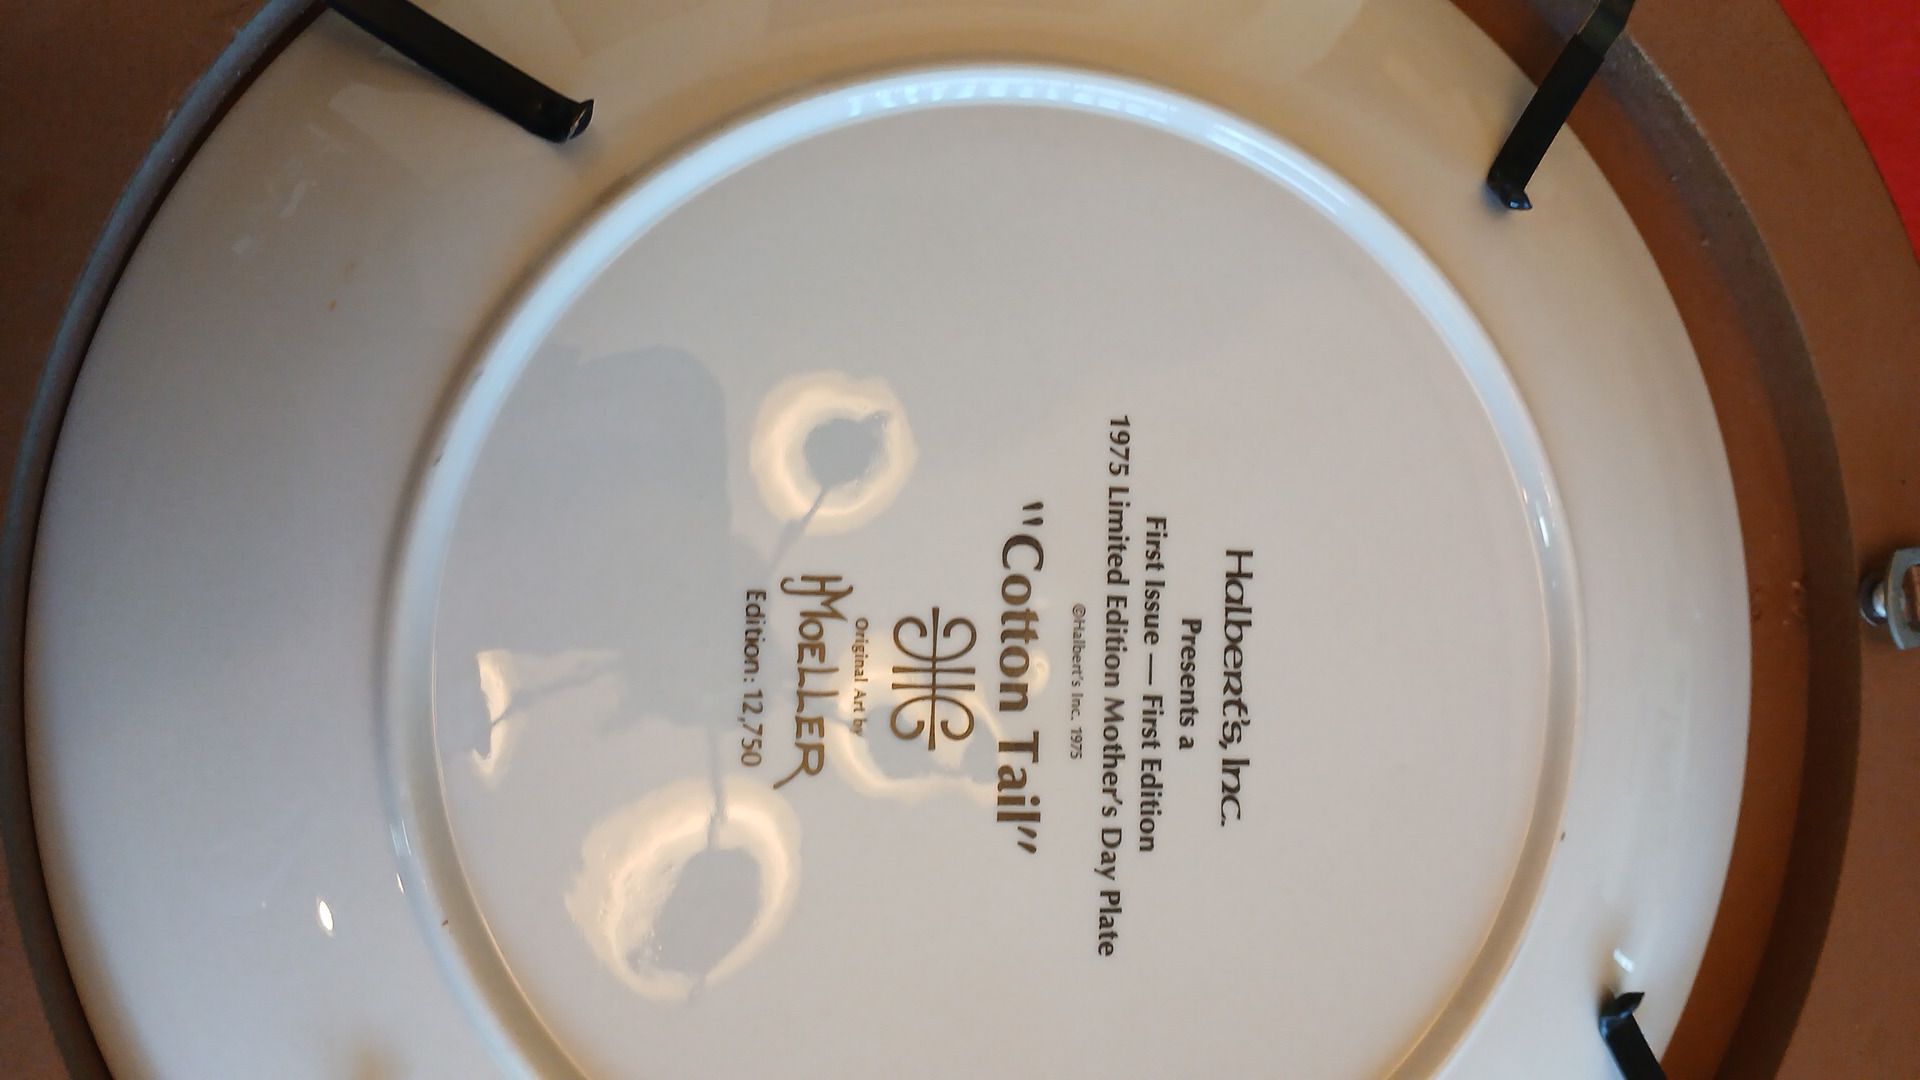 Halbert's, Inc.
Presents a
First Issue — First Edition
1975 Limited Edition Mother's Day Plate
©Halbert's Inc. 1975
"Cotton Tail"
Original Art by
HMOELLER
Edition: 12,750